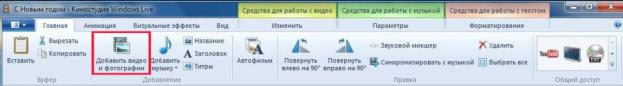 С Новым годом - Киностудия Windows Live
Средства для работы с видео Средства для работы с музыкой Средства для работы с текстом
Главная Анимация Визуальные эффекты Вид Изменить Параметры Форматирование
Вставить
Вырезать
Копировать
Буфер
Добавить видео
и фотографии
Добавить
музыку
Название
Заголовок
Титры
Добавление
Автофильм
Повернуть
влево на 90°
Повернуть
вправо на 90°
Звуковой микшер
Синхронизировать с музыкой
Удалить
Выбрать все
Правка
YouTube
Общий доступ